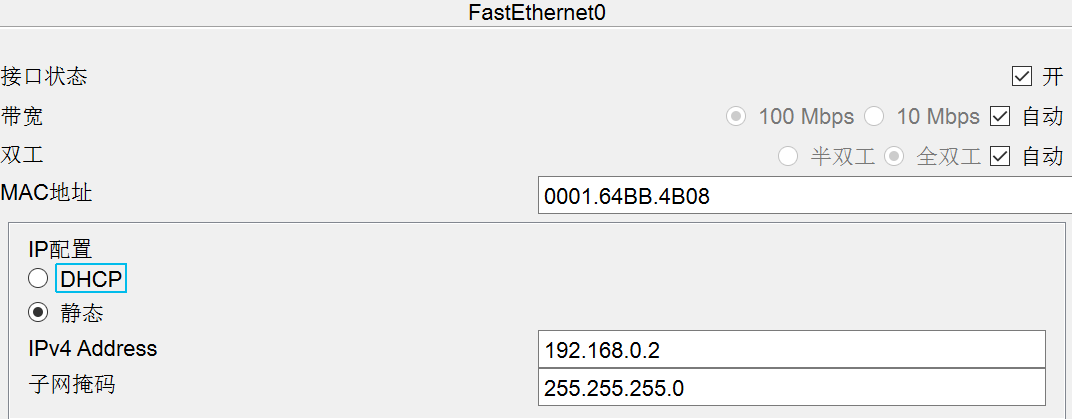 FastEthernet0
接口状态 开
带宽 100 Mbps 10 Mbps 自动
双工 半双工 全双工 自动
MAC地址 0001.64BB.4B08
IP配置
DHCP
静态
IPv4 Address 192.168.0.2
子网掩码 255.255.255.0